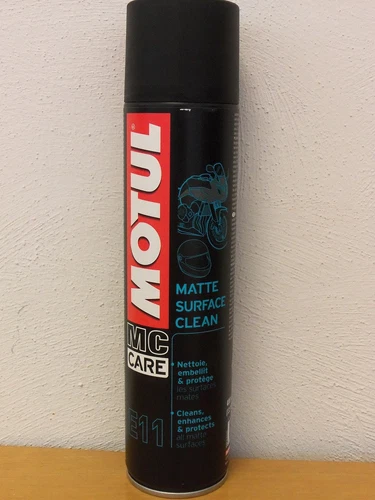 MOTUL
MC
CARE
E11
MATTE
SURFACE
CLEAN
Nettoie,
embellit
& protège
les surfaces
mates
Cleans,
enhances
& protects
all matte
surfaces